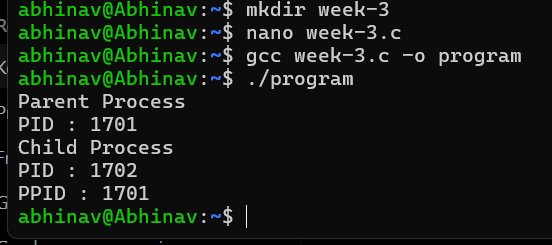 abhinav@Abhinav:~$ mkdir week-3
abhinav@Abhinav:~$ nano week-3.c
abhinav@Abhinav:~$ gcc week-3.c -o program
abhinav@Abhinav:~$ ./program
Parent Process
PID : 1701
Child Process
PID : 1702
PPID : 1701
abhinav@Abhinav:~$